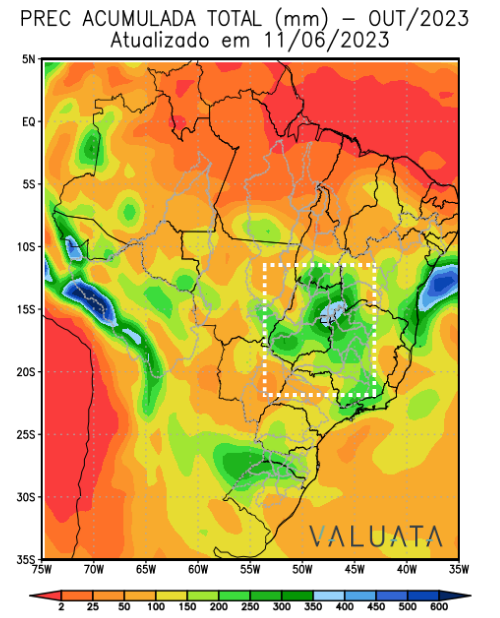 PREC ACUMULADA TOTAL (mm) – OUT/2023
Atualizado em 11/06/2023
5N
EQ
5S
10S
15S
20S
25S
30S
35S
VALUATA
75W 70W 65W 60W 55W 50W 45W 40W 35W
2 25 50 100 150 200 250 300 350 400 450 500 600